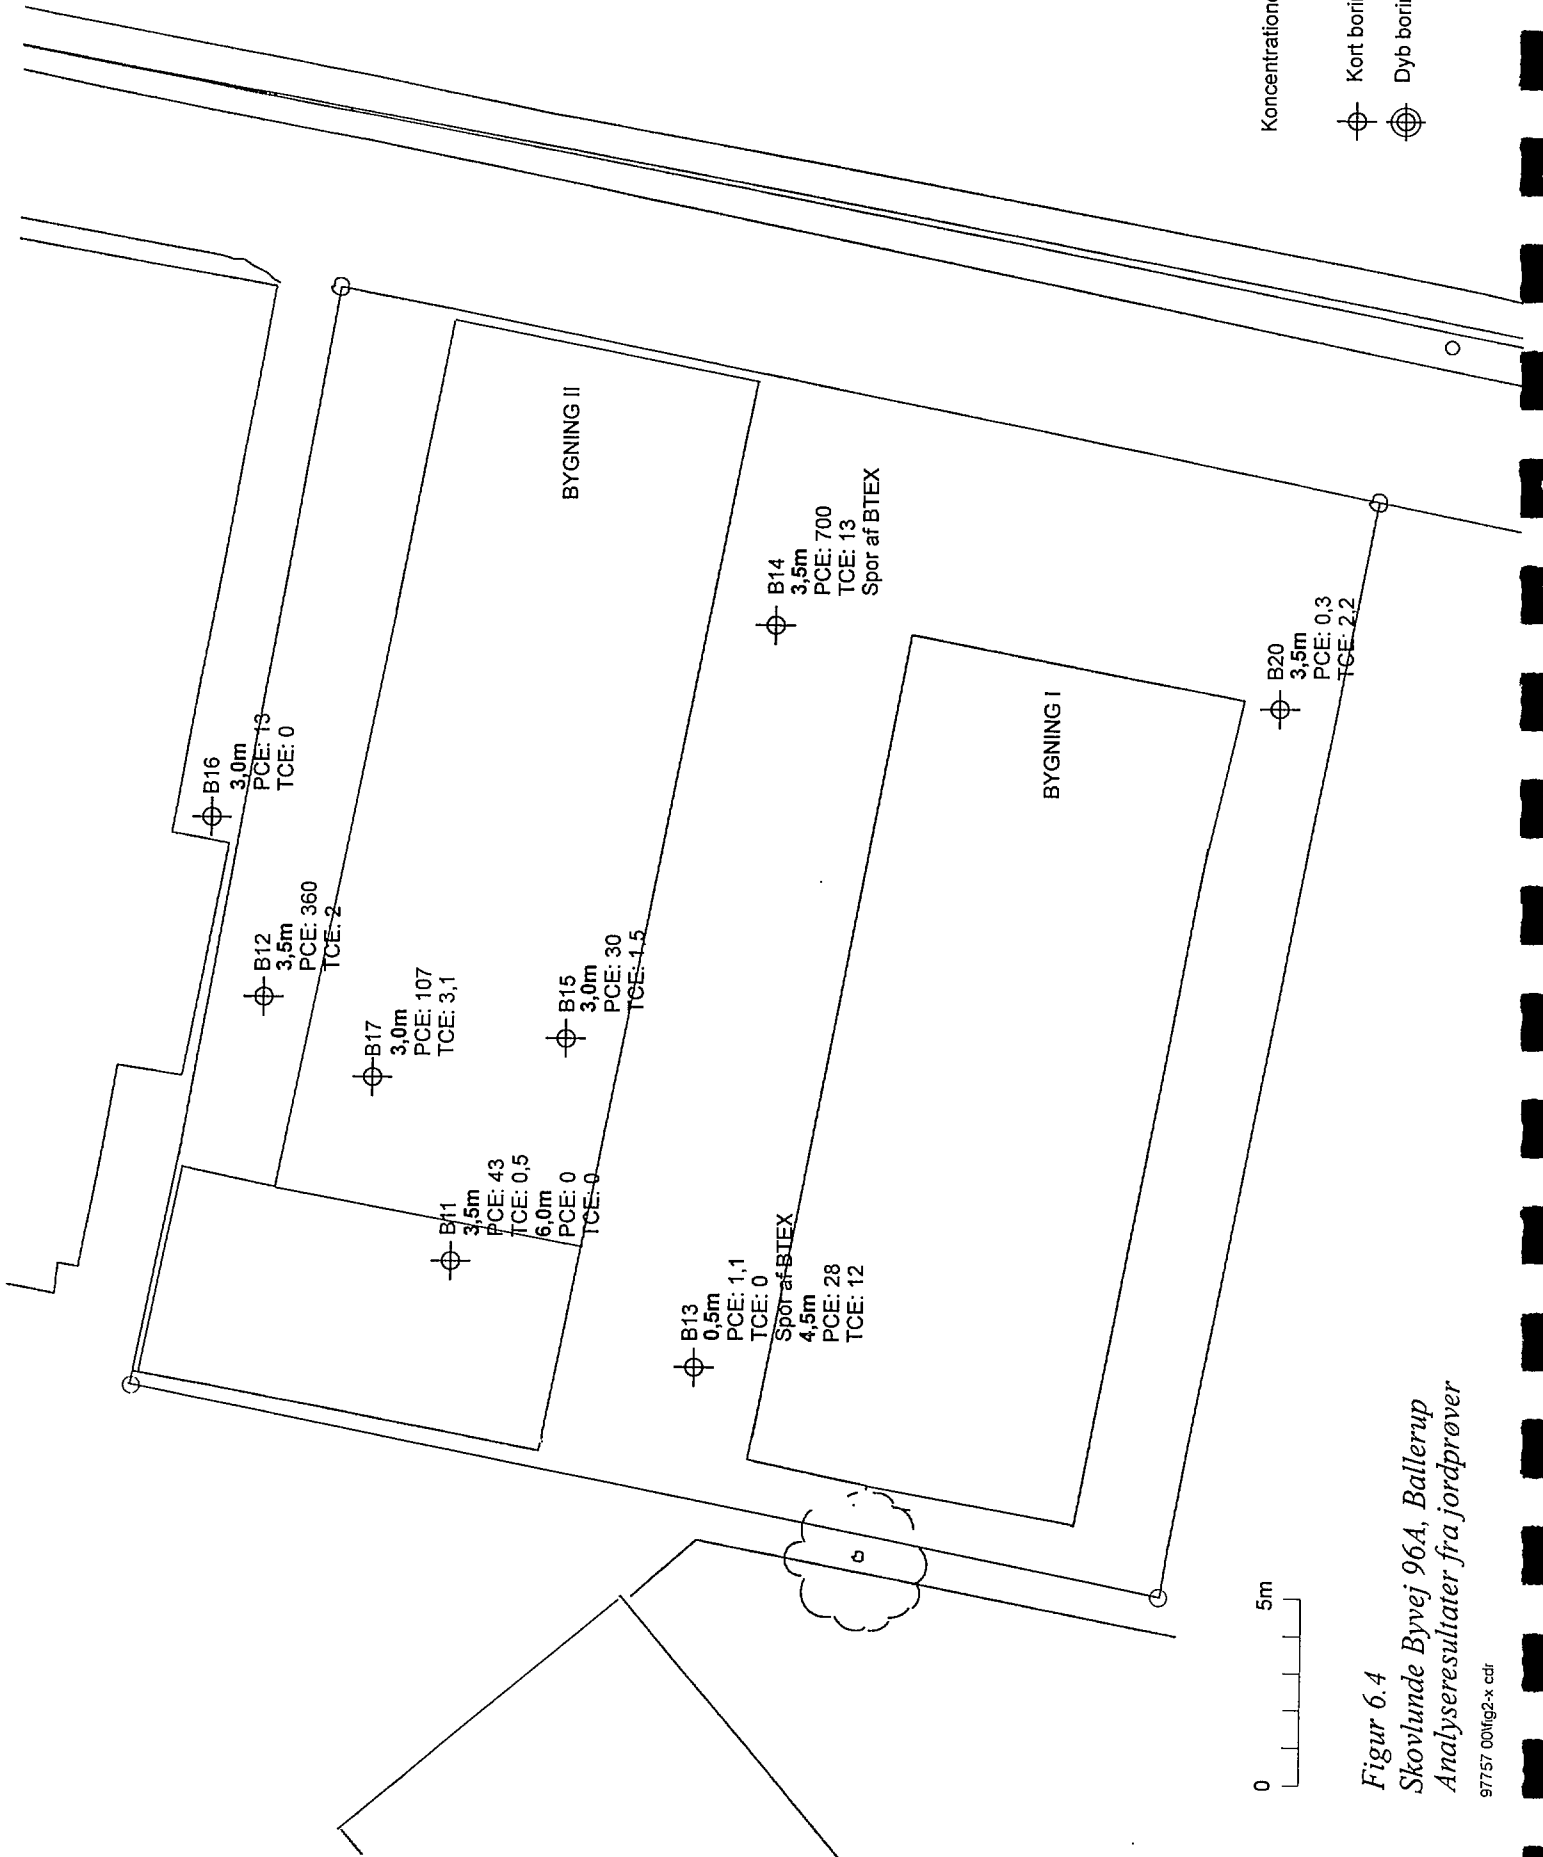 Koncentratione
Kort borin
Dyb borin
BYGNING II
B16
3,0m
PCE: 13
TCE: 0
B12
3,5m
PCE: 360
TCE: 2
B17
3,0m
PCE: 107
TCE: 3,1
B15
3,0m
PCE: 30
TCE: 1,5
B14
3,5m
PCE: 700
TCE: 13
Spor af BTEX
B11
3,5m
PCE: 43
TCE: 0,5
6,0m
PCE: 0
TCE: 0
B13
0,5m
PCE: 1,1
TCE: 0
Spor af BTEX
4,5m
PCE: 28
TCE: 12
BYGNING I
B20
3,5m
PCE: 0,3
TCE: 2,2
0 5m
Figur 6.4
Skovlunde Byvej 96A, Ballerup
Analyseresultater fra jordprøver
97757 00\fig2-x cdr